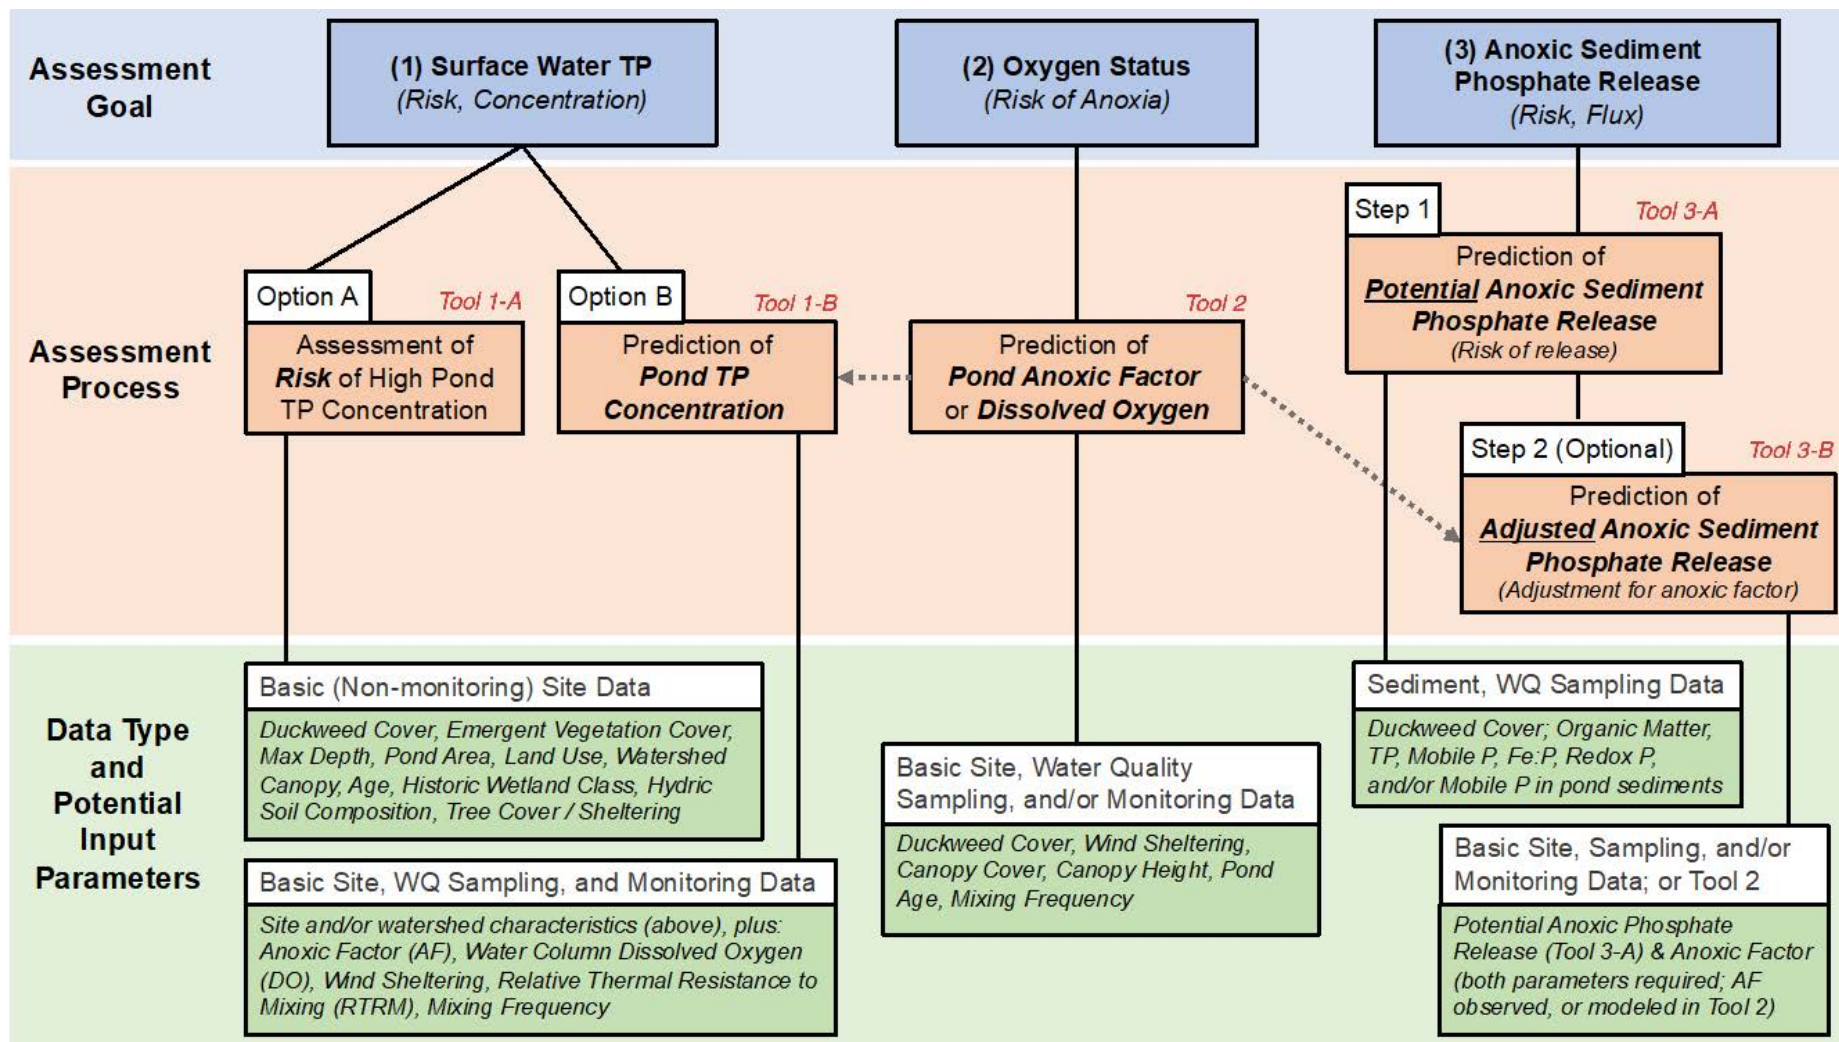 Assessment
Goal
(1) Surface Water TP
(Risk, Concentration)
(2) Oxygen Status
(Risk of Anoxia)
(3) Anoxic Sediment
Phosphate Release
(Risk, Flux)
Assessment
Process
Option A
Tool 1-A
Assessment of
Risk of High Pond
TP Concentration
Option B
Tool 1-B
Prediction of
Pond TP
Concentration
Tool 2
Prediction of
Pond Anoxic Factor
or Dissolved Oxygen
Step 1
Tool 3-A
Prediction of
Potential Anoxic Sediment
Phosphate Release
(Risk of release)
Step 2 (Optional)
Tool 3-B
Prediction of
Adjusted Anoxic Sediment
Phosphate Release
(Adjustment for anoxic factor)
Data Type
and
Potential
Input
Parameters
Basic (Non-monitoring) Site Data
Duckweed Cover, Emergent Vegetation Cover,
Max Depth, Pond Area, Land Use, Watershed
Canopy, Age, Historic Wetland Class, Hydric
Soil Composition, Tree Cover / Sheltering
Basic Site, WQ Sampling, and Monitoring Data
Site and/or watershed characteristics (above), plus:
Anoxic Factor (AF), Water Column Dissolved Oxygen
(DO), Wind Sheltering, Relative Thermal Resistance to
Mixing (RTRM), Mixing Frequency
Basic Site, Water Quality
Sampling, and/or Monitoring Data
Duckweed Cover, Wind Sheltering,
Canopy Cover, Canopy Height, Pond
Age, Mixing Frequency
Sediment, WQ Sampling Data
Duckweed Cover; Organic Matter,
TP, Mobile P, Fe:P, Redox P,
and/or Mobile P in pond sediments
Basic Site, Sampling, and/or
Monitoring Data; or Tool 2
Potential Anoxic Phosphate
Release (Tool 3-A) & Anoxic Factor
(both parameters required; AF
observed, or modeled in Tool 2)